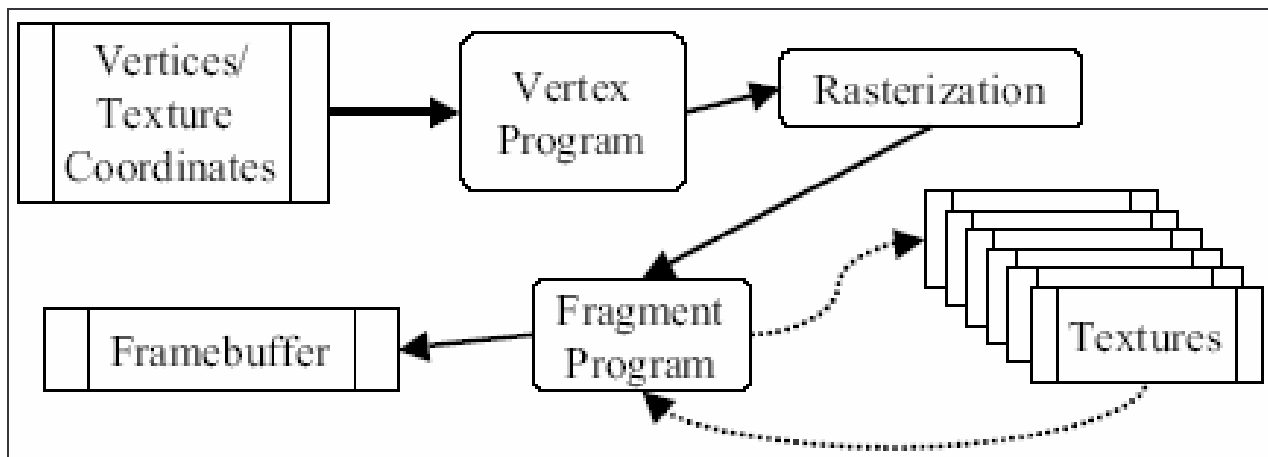 Vertices/
Texture
Coordinates
Vertex
Program
Rasterization
Fragment
Program
Framebuffer
Textures